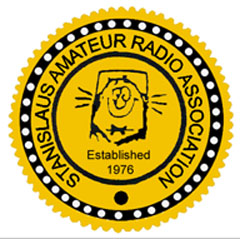 STANISLAUS AMATEUR RADIO ASSOCIATION
Established
1976